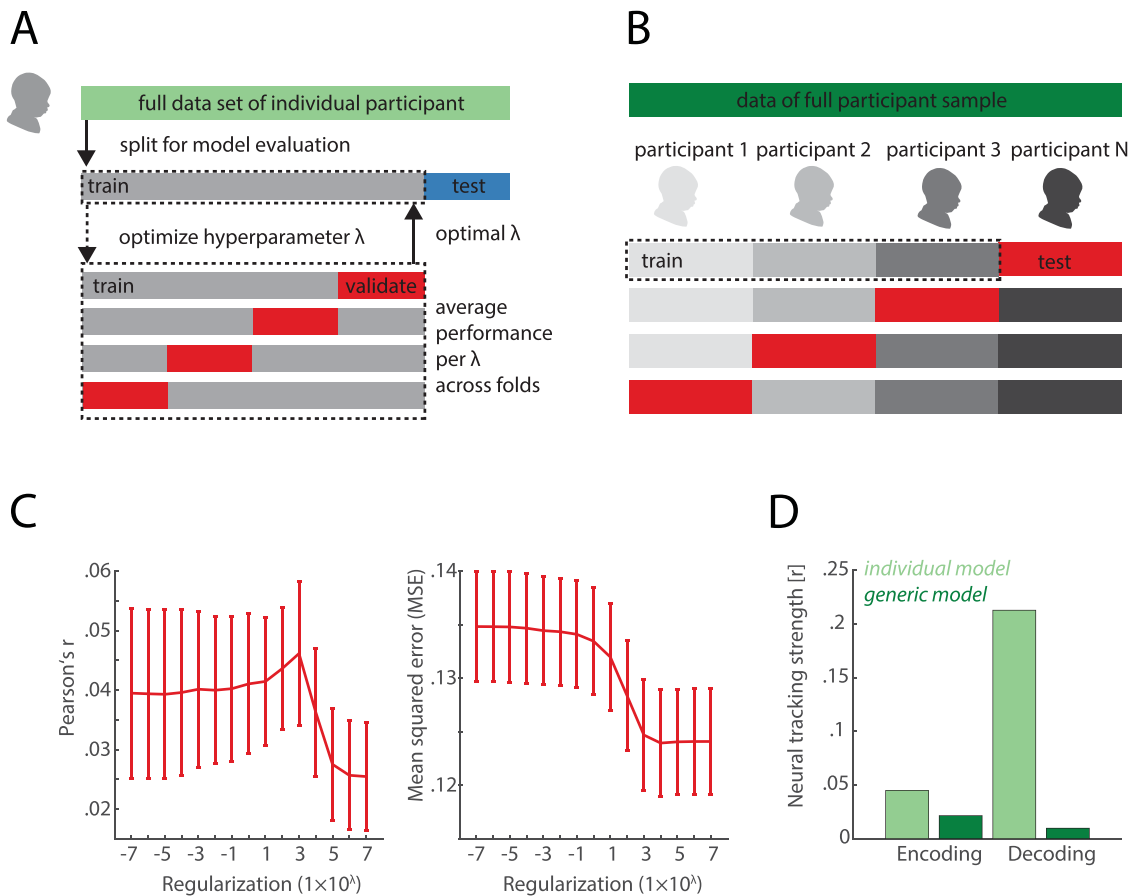 A
full data set of individual participant
split for model evaluation
train
test
optimize hyperparameter λ
optimal λ
train
validate
average
performance
per λ
across folds
B
data of full participant sample
participant 1
participant 2
participant 3
participant N
train
test
C
Pearson's r
.06
.05
.04
.03
.02
-7
-5
-3
-1
1
3
5
7
Regularization (1×10^λ)
Mean squared error (MSE)
.14
.13
.12
-7
-5
-3
-1
1
3
5
7
Regularization (1×10^λ)
D
Neural tracking strength [r]
.25
.2
.1
.05
0
individual model
generic model
Encoding
Decoding